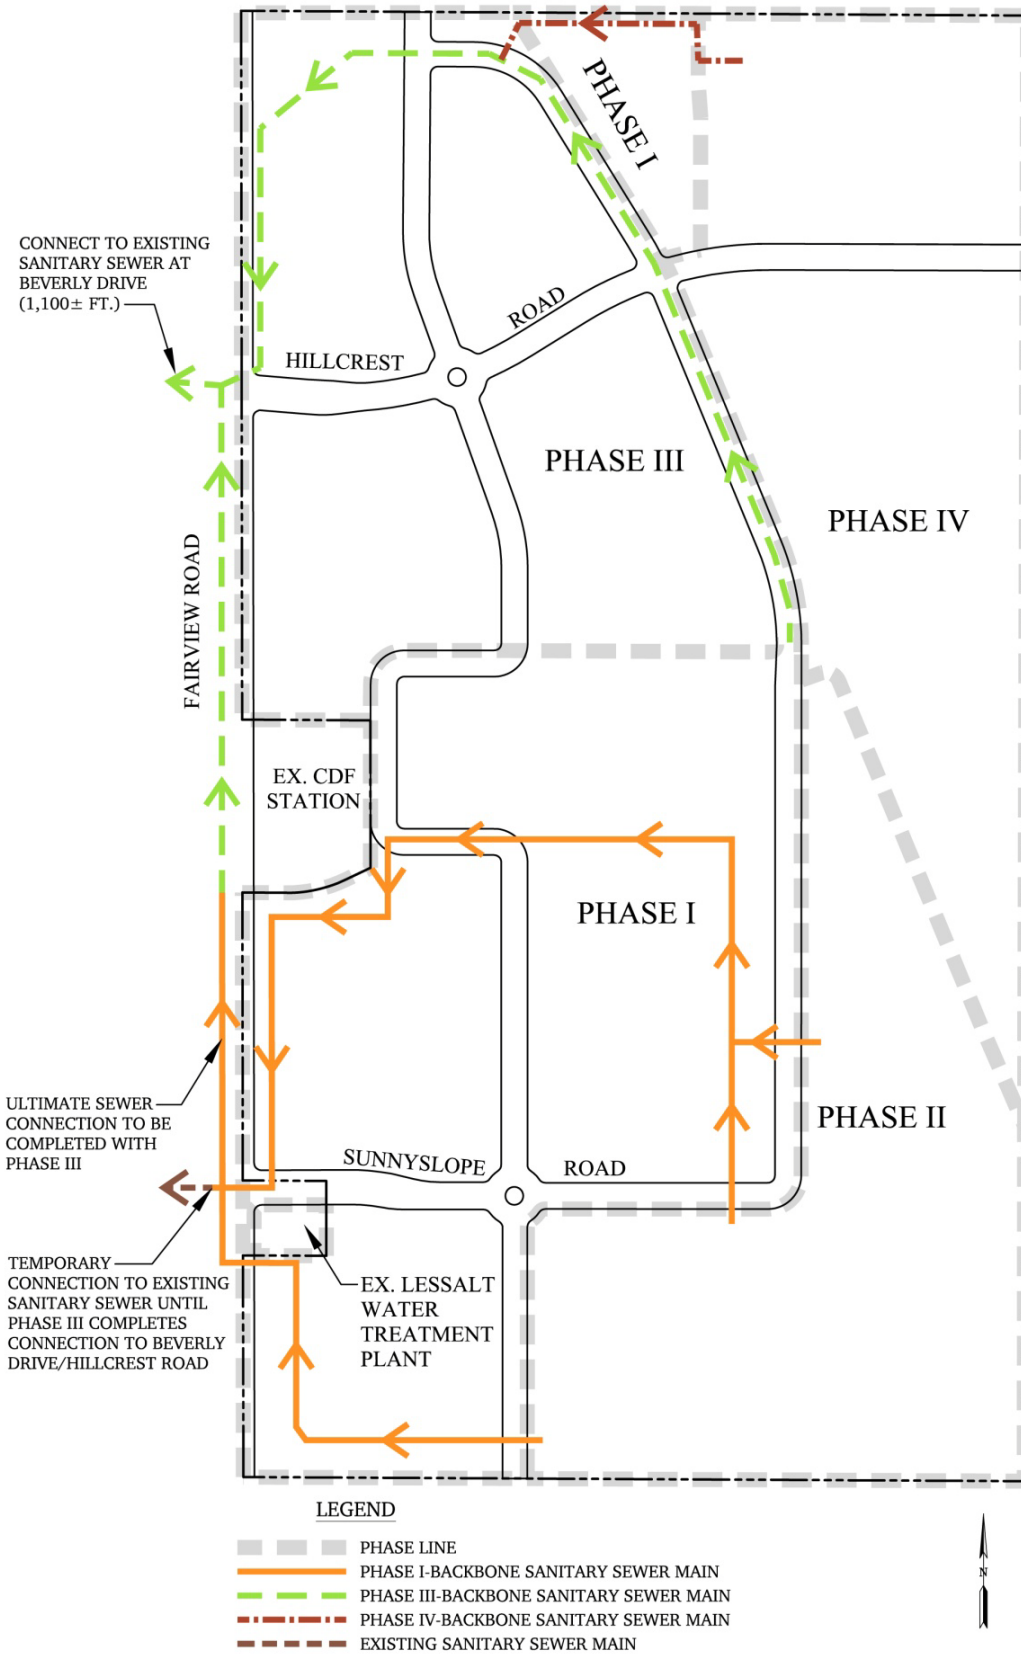 PHASE I
CONNECT TO EXISTING
SANITARY SEWER AT
BEVERLY DRIVE
(1,100± FT.)
ROAD
HILLCREST
PHASE III
PHASE IV
FAIRVIEW ROAD
EX. CDF
STATION
PHASE I
ULTIMATE SEWER
CONNECTION TO BE
COMPLETED WITH
PHASE III
PHASE II
SUNNYSLOPE ROAD
TEMPORARY
CONNECTION TO EXISTING
SANITARY SEWER UNTIL
PHASE III COMPLETES
CONNECTION TO BEVERLY
DRIVE/HILLCREST ROAD
EX. LESSALT
WATER
TREATMENT
PLANT
LEGEND
PHASE LINE
PHASE I-BACKBONE SANITARY SEWER MAIN
PHASE III-BACKBONE SANITARY SEWER MAIN
PHASE IV-BACKBONE SANITARY SEWER MAIN
EXISTING SANITARY SEWER MAIN
N